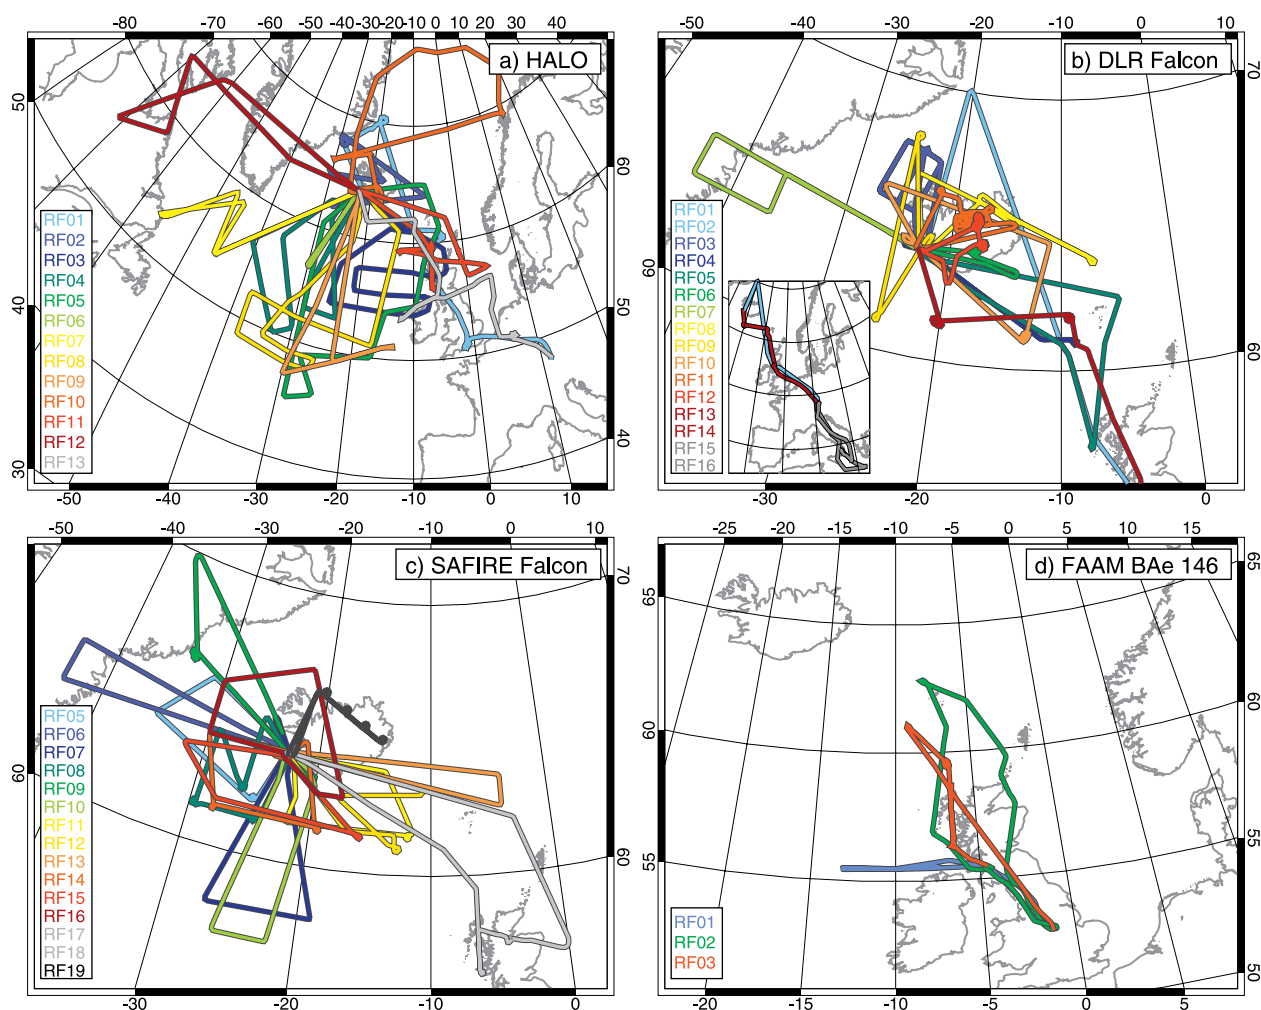 -80 -70 -60 -50 -40 -30 -20 -10 0 10 20 30 40
a) HALO
50
60
40
50
30
40
RF01
RF02
RF03
RF04
RF05
RF06
RF07
RF08
RF09
RF10
RF11
RF12
RF13
-50 -40 -30 -20 -10 0 10
-50 -40 -30 -20 -10 0 10
b) DLR Falcon
70
60
60
RF01
RF02
RF03
RF04
RF05
RF06
RF07
RF08
RF09
RF10
RF11
RF12
RF13
RF14
RF15
RF16
-30 -20 -10 0
-50 -40 -30 -20 -10 0 10
c) SAFIRE Falcon
70
60
60
RF05
RF06
RF07
RF08
RF09
RF10
RF11
RF12
RF13
RF14
RF15
RF16
RF17
RF18
RF19
-30 -20 -10 0
-25 -20 -15 -10 -5 0 5 10 15
d) FAAM BAe 146
65
65
60
60
55
55
50
RF01
RF02
RF03
-20 -15 -10 -5 0 5